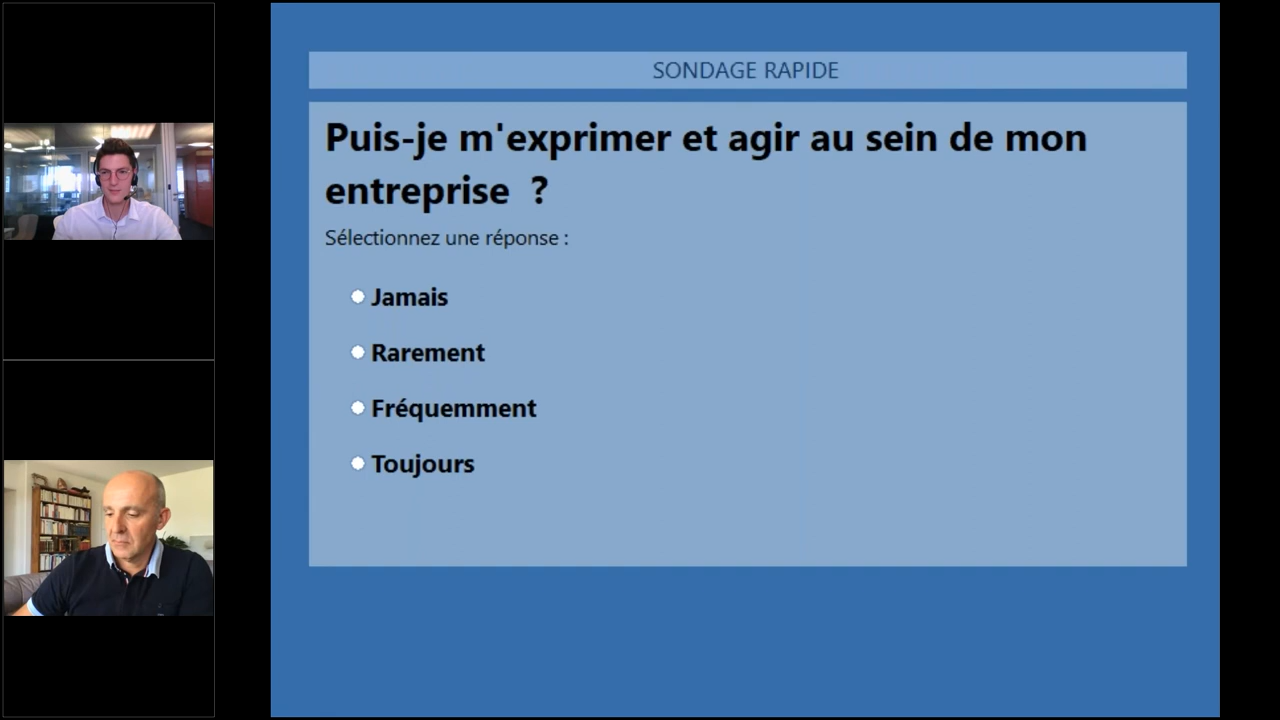 SONDAGE RAPIDE
Puis-je m'exprimer et agir au sein de mon
entreprise ?
Sélectionnez une réponse :
Jamais
Rarement
Fréquemment
Toujours